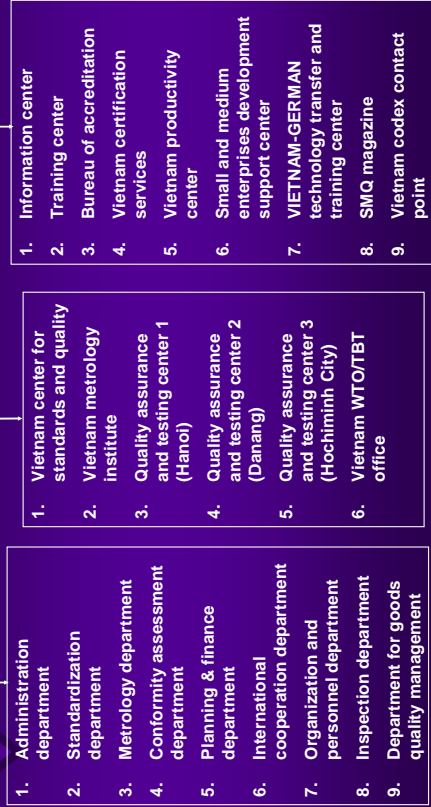 1. Administration
department
2. Standardization
department
3. Metrology department
4. Conformity assessment
department
5. Planning & finance
department
6. International
cooperation department
7. Organization and
personnel department
8. Inspection department
9. Department for goods
quality management
1. Vietnam center for
standards and quality
2. Vietnam metrology
institute
3. Quality assurance
and testing center 1
(Hanoi)
4. Quality assurance
and testing center 2
(Danang)
5. Quality assurance
and testing center 3
(Hochiminh City)
6. Vietnam WTO/TBT
office
1. Information center
2. Training center
3. Bureau of accreditation
4. Vietnam certification
services
5. Vietnam productivity
center
6. Small and medium
enterprises development
support center
7. VIETNAM-GERMAN
technology transfer and
training center
8. SMQ magazine
9. Vietnam codex contact
point